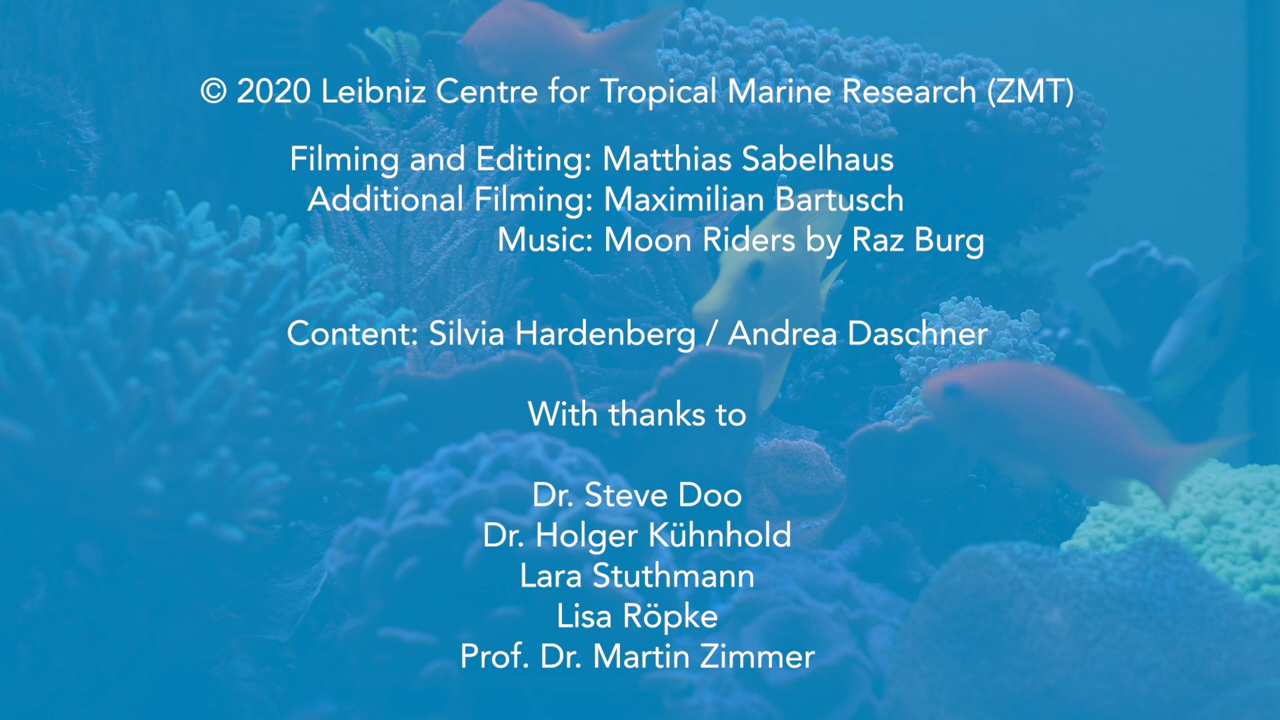 © 2020 Leibniz Centre for Tropical Marine Research (ZMT)
Filming and Editing: Matthias Sabelhaus
Additional Filming: Maximilian Bartusch
Music: Moon Riders by Raz Burg
Content: Silvia Hardenberg / Andrea Daschner
With thanks to
Dr. Steve Doo
Dr. Holger Kühnhold
Lara Stuthmann
Lisa Röpke
Prof. Dr. Martin Zimmer